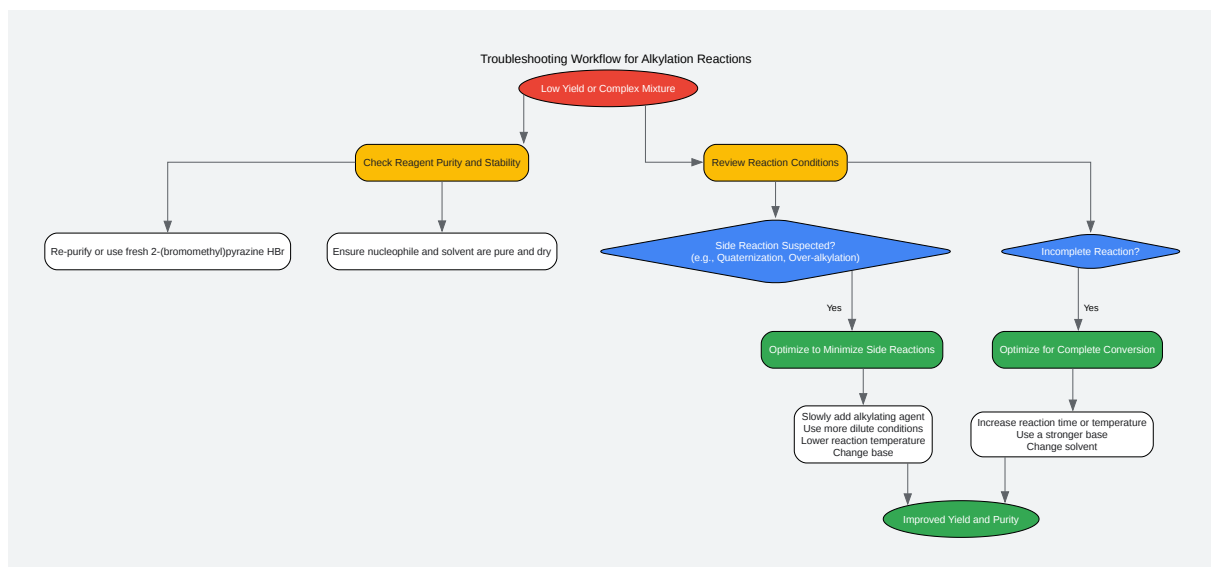 Troubleshooting Workflow for Alkylation Reactions
Low Yield or Complex Mixture
Check Reagent Purity and Stability
Review Reaction Conditions
Re-purify or use fresh 2-(bromomethyl)pyrazine HBr
Ensure nucleophile and solvent are pure and dry
Side Reaction Suspected?
(e.g., Quaternization, Over-alkylation)
Incomplete Reaction?
Yes
Yes
Optimize to Minimize Side Reactions
Optimize for Complete Conversion
Slowly add alkylating agent
Use more dilute conditions
Lower reaction temperature
Change base
Increase reaction time or temperature
Use a stronger base
Change solvent
Improved Yield and Purity